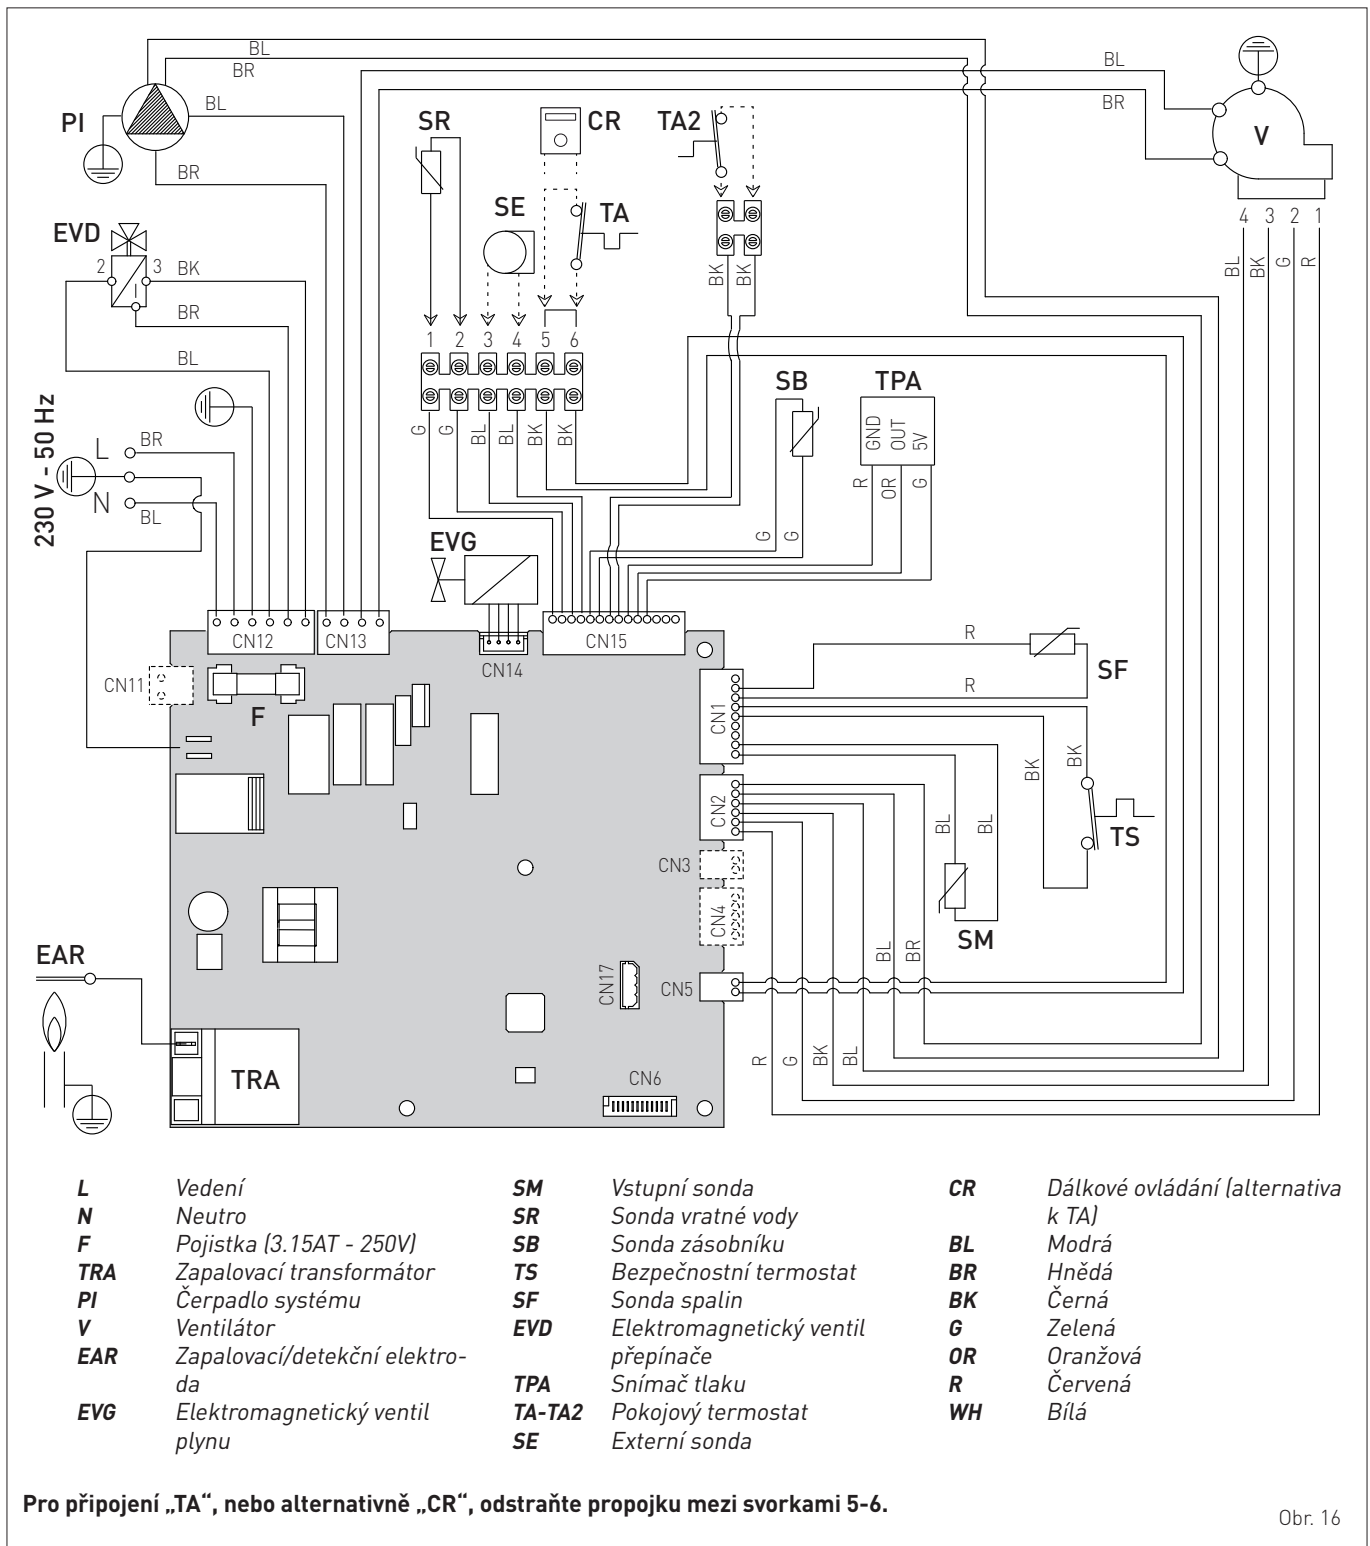 BL
BR
BL
BR
BL
BR
PI
SR
CR
TA2
V
SE
TA
EVD
2
3
BK
BR
BL
4 3 2 1
BL
BK
G
R
BK
BK
1 2 3 4 5 6
G
G
BL
BL
BK
BK
SB
TPA
GND
OUT
5V
R
OR
G
G
G
230 V - 50 Hz
L
BR
N
BL
EVG
CN12
CN13
CN14
CN15
CN11
F
R
R
SF
CN1
BK
BK
CN2
BL
BL
TS
CN3
CN4
SM
BL
BR
EAR
CN17
CN5
R
G
BK
BL
TRA
CN6
L Vedení
N Neutro
F Pojistka (3.15AT - 250V)
TRA Zapalovací transformátor
PI Čerpadlo systému
V Ventilátor
EAR Zapalovací/detekční elektro-
da
EVG Elektromagnetický ventil
plynu
SM Vstupní sonda
SR Sonda vratné vody
SB Sonda zásobníku
TS Bezpečnostní termostat
SF Sonda spalin
EVD Elektromagnetický ventil
přepínače
TPA Snímač tlaku
TA-TA2 Pokojový termostat
SE Externí sonda
CR Dálkové ovládání (alternativa
k TA)
BL Modrá
BR Hnědá
BK Černá
G Zelená
OR Oranžová
R Červená
WH Bílá
Pro připojení „TA“, nebo alternativně „CR“, odstraňte propojku mezi svorkami 5-6.
Obr. 16